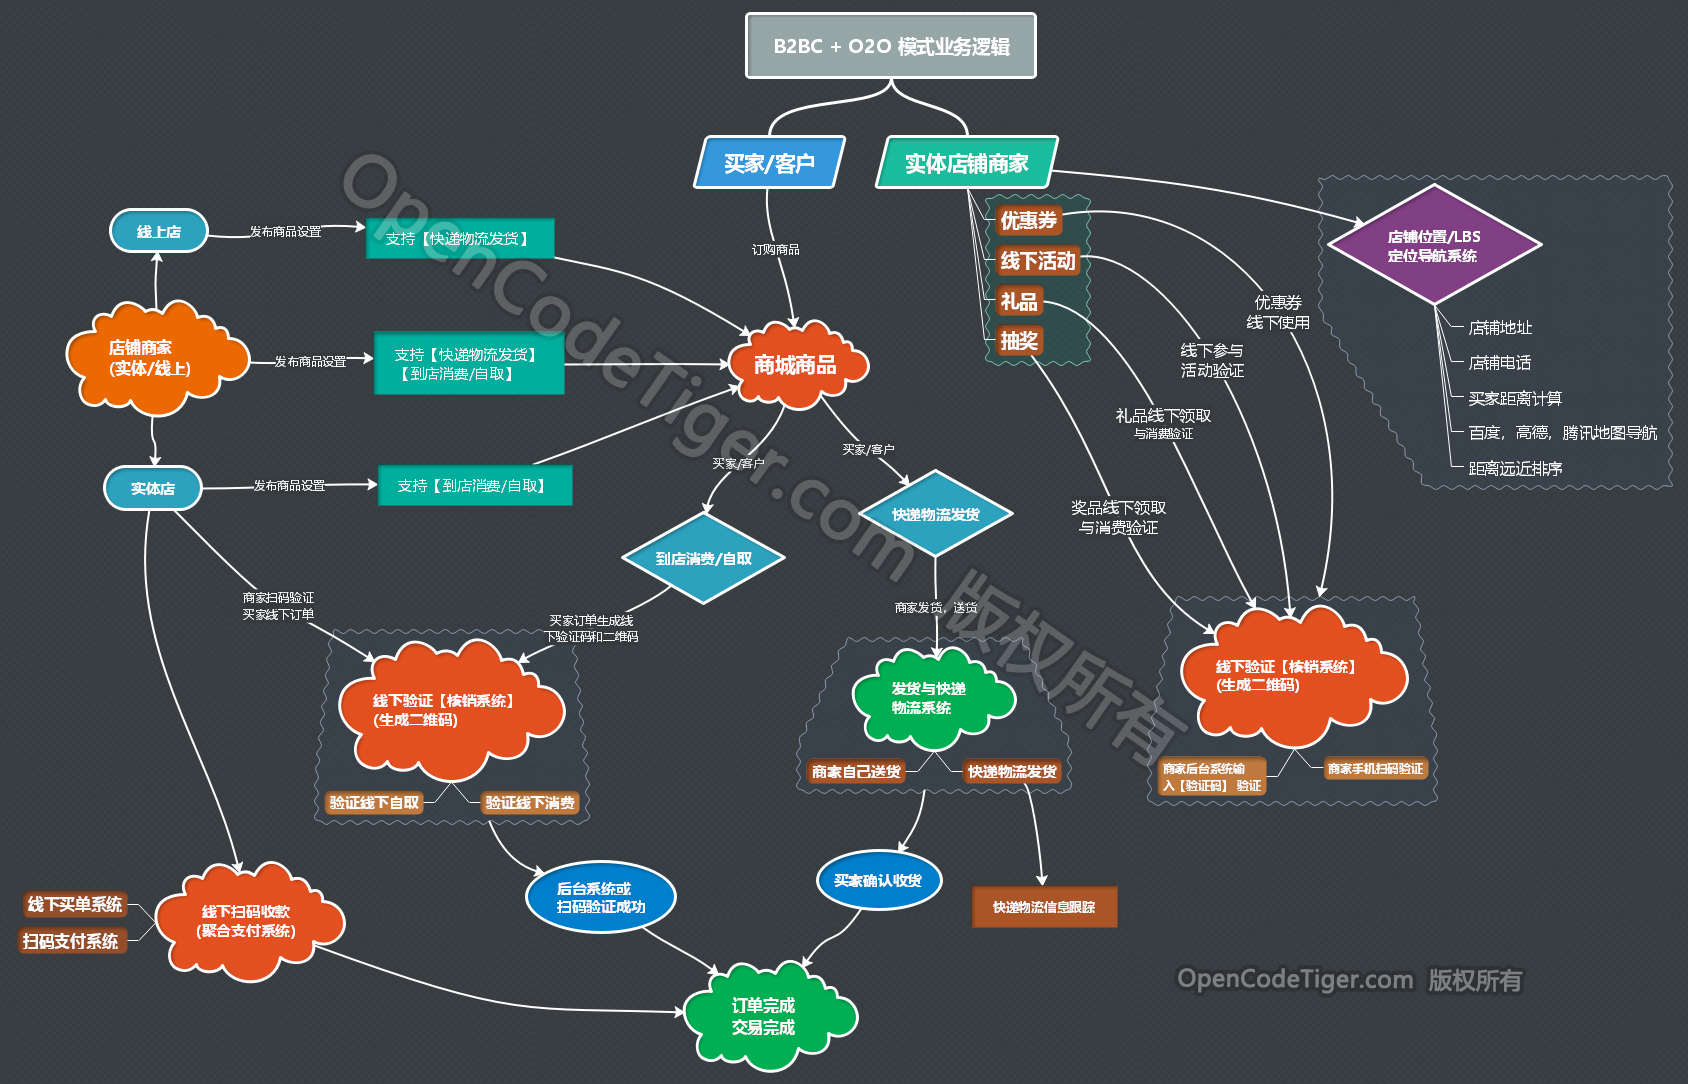 B2BC + O2O 模式业务逻辑
买家/客户
实体店铺商家
线上店
发布商品设置
支持【快递物流发货】
订购商品
优惠券
线下活动
礼品
抽奖
店铺位置/LBS
定位导航系统
店铺地址
店铺电话
买家距离计算
百度，高德，腾讯地图导航
距离远近排序
店铺商家
(实体/线上)
发布商品设置
支持【快递物流发货】
【到店消费/自取】
商城商品
优惠券
线下使用
线下参与
活动验证
礼品线下领取
与消费验证
奖品线下领取
与消费验证
实体店
发布商品设置
支持【到店消费/自取】
买家/客户
买家/客户
到店消费/自取
快递物流发货
商家扫码验证
买家线下订单
买家订单生成线
下验证码和二维码
商家发货，送货
线下验证【核销系统】
(生成二维码)
验证线下自取
验证线下消费
发货与快递
物流系统
商家自己送货
快递物流发货
线下验证【核销系统】
(生成二维码)
商家后台系统输
入【验证码】 验证
商家手机扫码验证
线下买单系统
扫码支付系统
线下扫码收款
(聚合支付系统)
后台系统或
扫码验证成功
买家确认收货
快递物流信息跟踪
订单完成
交易完成
OpenCodeTiger.com 版权所有
OpenCodeTiger.com 版权所有